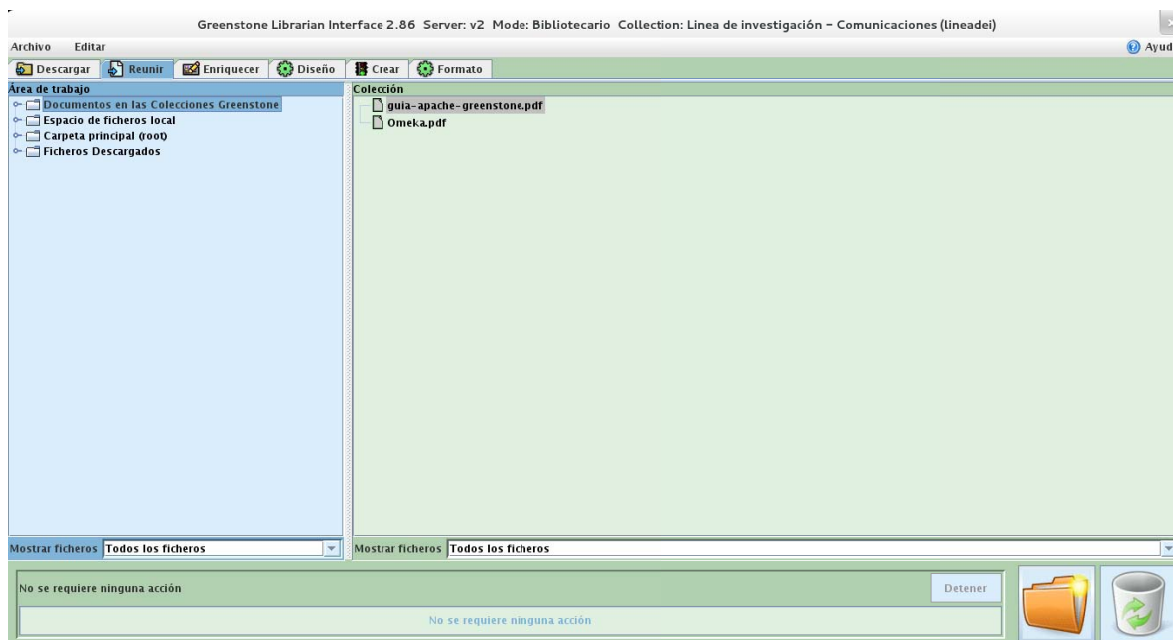 Greenstone Librarian Interface 2.86 Server: v2 Mode: Bibliotecario Collection: Linea de investigación - Comunicaciones (lineadei)
Archivo Editar Ayud
Descargar Reunir Enriquecer Diseño Crear Formato
Área de trabajo
Documentos en las Colecciones Greenstone
Espacio de ficheros local
Carpeta principal (root)
Ficheros Descargados
Mostrar ficheros Todos los ficheros
Colección
guia-apache-greenstone.pdf
Omeka.pdf
Mostrar ficheros Todos los ficheros
No se requiere ninguna acción
Detener
No se requiere ninguna acción